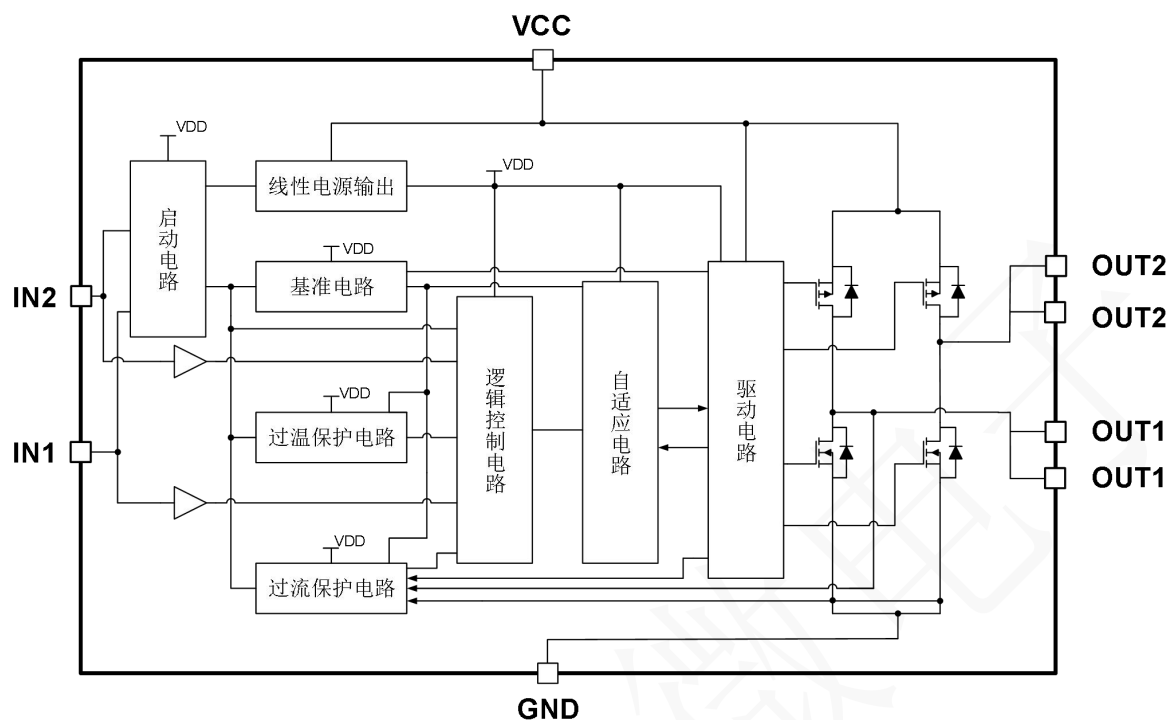 VCC
VDD
VDD
线性电源输出
启动电路
VDD
基准电路
OUT2
IN2
OUT2
逻辑控制电路
自适应电路
驱动电路
VDD
过温保护电路
OUT1
IN1
OUT1
VDD
过流保护电路
GND